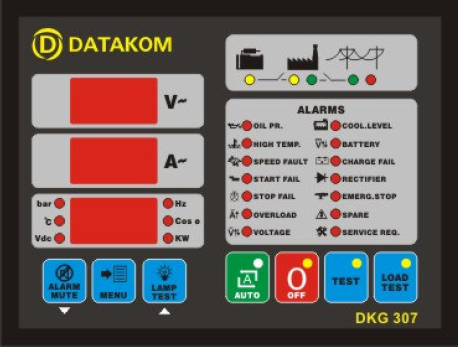 DATAKOM
V~
A~
bar
Hz
°C
Cos ø
Vdc
KW
ALARM MUTE
MENU
LAMP TEST
ALARMS
OIL PR.
COOL.LEVEL
HIGH TEMP.
BATTERY
SPEED FAULT
CHARGE FAIL
START FAIL
RECTIFIER
STOP FAIL
EMERG.STOP
OVERLOAD
SPARE
VOLTAGE
SERVICE REQ.
A
AUTO
O
OFF
TEST
LOAD TEST
DKG 307